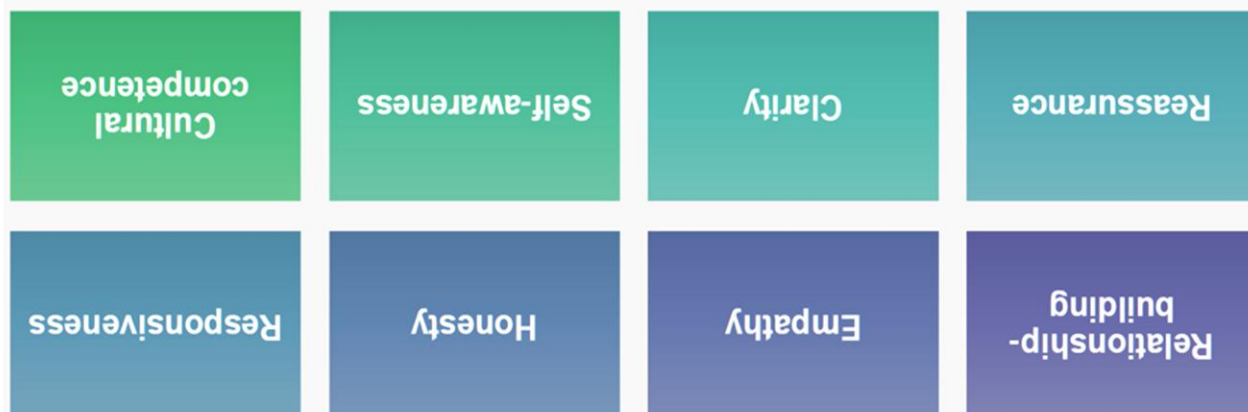 Relationship-
building
Empathy
Honesty
Responsiveness
Reassurance
Clarity
Self-awareness
Cultural
competence